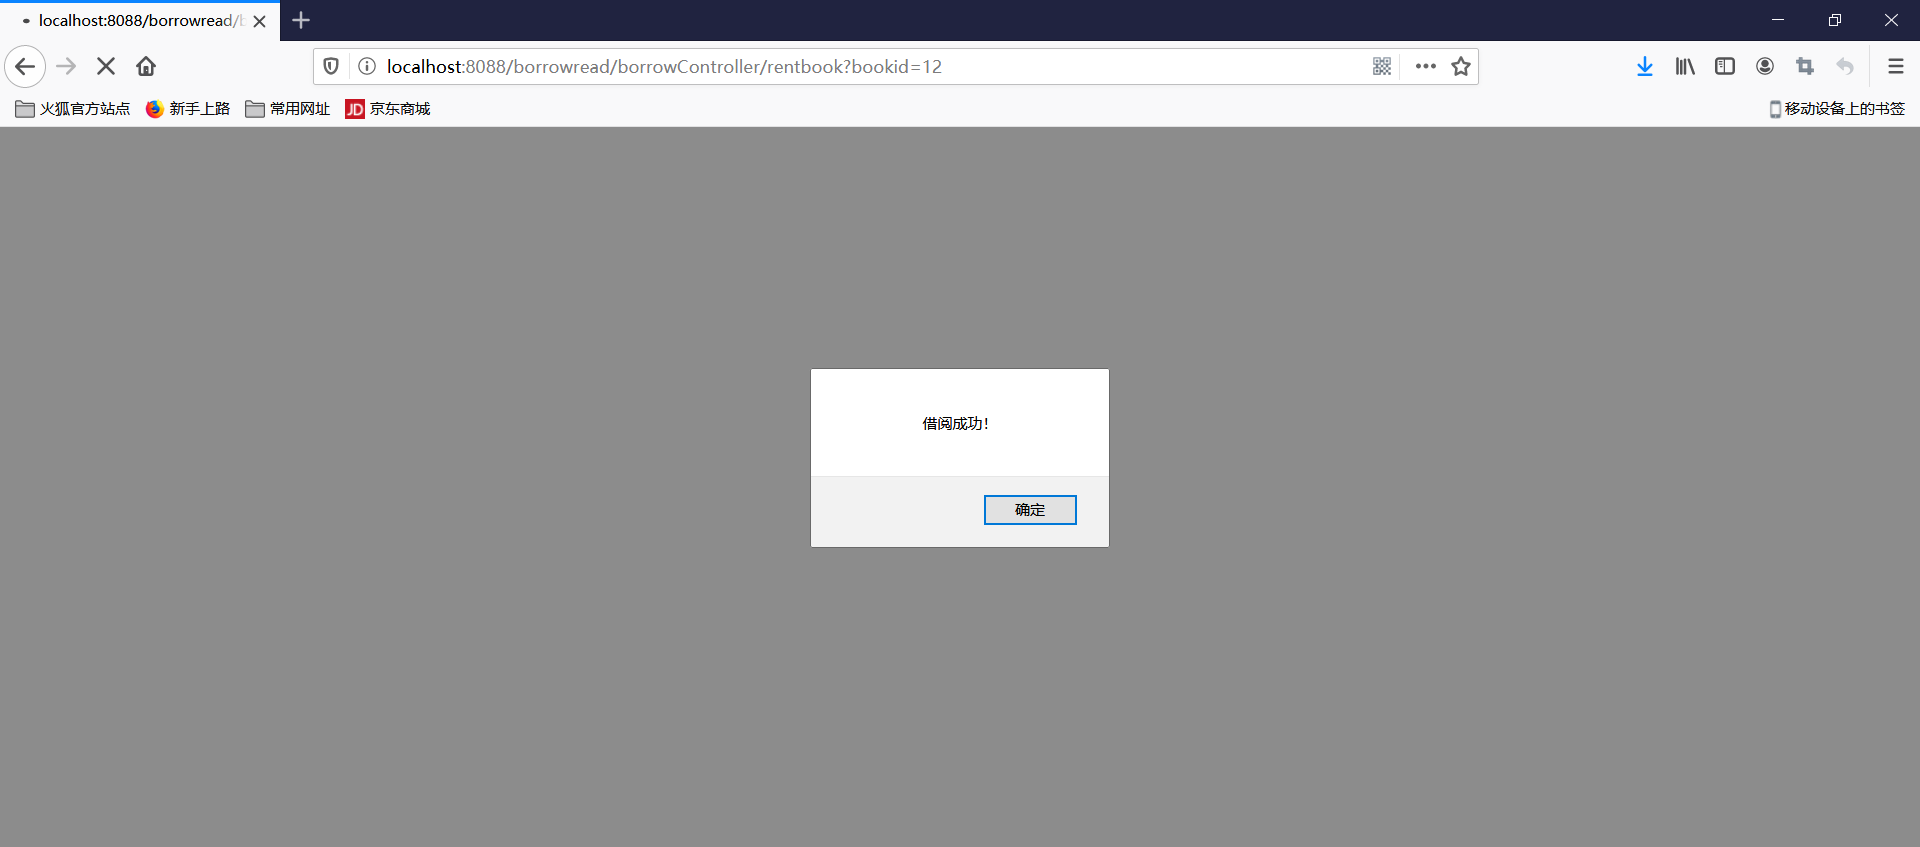 localhost:8088/borrowread/b
localhost:8088/borrowread/borrowController/rentbook?bookid=12
火狐官方站点 新手上路 常用网址 JD 京东商城 移动设备上的书签
借阅成功!
确定